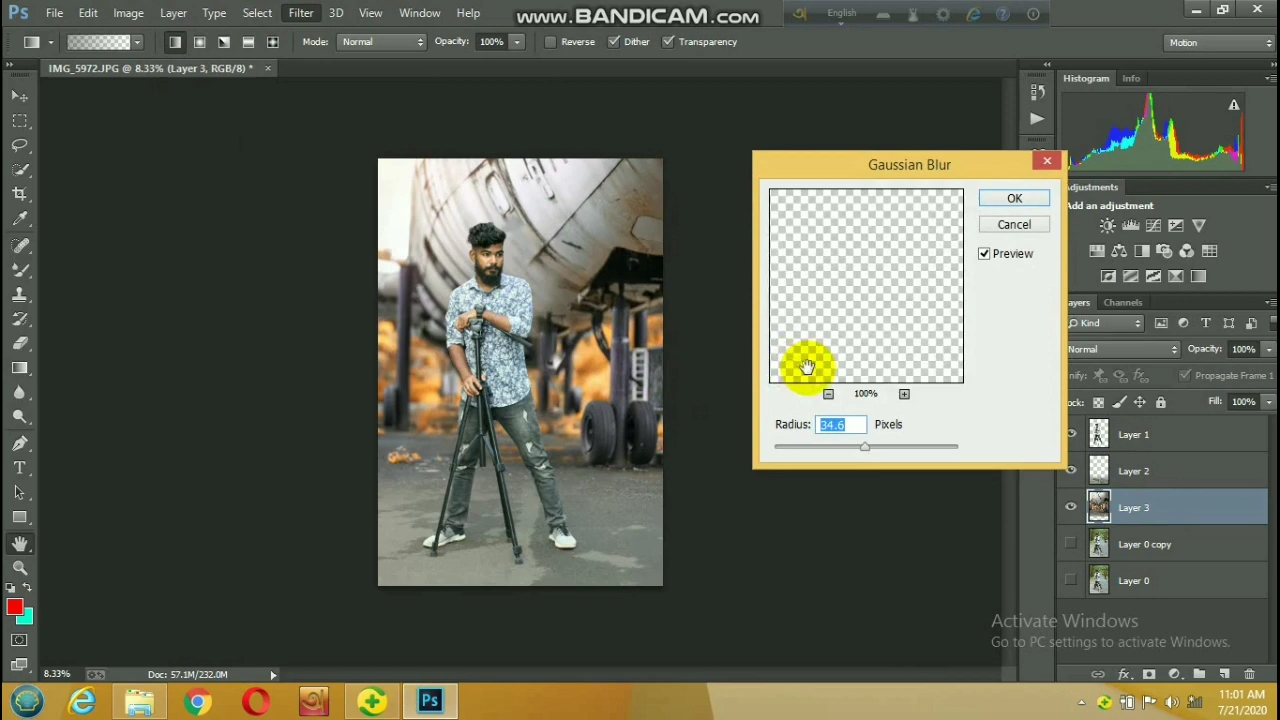 Ps File Edit Image Layer Type Select Filter 3D View Window Help
www.BANDICAM.com
English
Mode: Normal Opacity: 100% Reverse Dither Transparency Motion
IMG_5972.JPG @ 8.33% (Layer 3, RGB/8) * ×
Histogram Info
Gaussian Blur
OK
Cancel
Preview
100%
Radius: 34.6 Pixels
Adjustments
Add an adjustment
ayers Channels
Kind
Normal Opacity: 100%
nify: Propagate Frame 1
ock: Fill: 100%
Layer 1
Layer 2
Layer 3
Layer 0 copy
Layer 0
Activate Windows
Go to PC settings to activate Windows.
8.33% Doc: 57.1M/232.0M
Ps
11:01 AM
7/21/2020